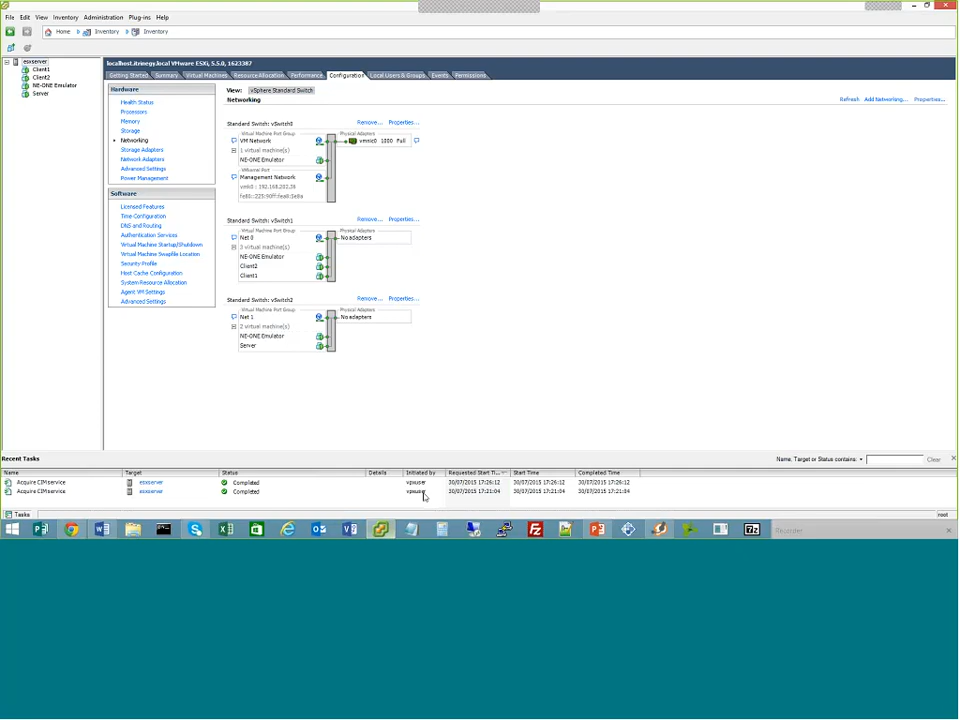 File Edit View Inventory Administration Plug-ins Help
Home Inventory Inventory
esxserver
Client1
Client2
NE-ONE Emulator
Server
localhost.itrinegy.local VMware ESXi, 5.5.0, 1623387
Getting Started Summary Virtual Machines Resource Allocation Performance Configuration Local Users & Groups Events Permissions
Hardware
Health Status
Processors
Memory
Storage
Networking
Storage Adapters
Network Adapters
Advanced Settings
Power Management
Software
Licensed Features
Time Configuration
DNS and Routing
Authentication Services
Virtual Machine Startup/Shutdown
Virtual Machine Swapfile Location
Security Profile
Host Cache Configuration
System Resource Allocation
Agent VM Settings
Advanced Settings
View: vSphere Standard Switch
Networking
Refresh Add Networking... Properties...
Standard Switch: vSwitch0 Remove... Properties...
Virtual Machine Port Group Physical Adapters
VM Network vmnic0 1000 Full
1 virtual machine(s)
NE-ONE Emulator
VMkernel Port
Management Network
vmk0 : 192.168.202.26
Standard Switch: vSwitch1 Remove... Properties...
Virtual Machine Port Group Physical Adapters
Net 0 No adapters
3 virtual machine(s)
NE-ONE Emulator
Client2
Client1
Standard Switch: vSwitch2 Remove... Properties...
Virtual Machine Port Group Physical Adapters
Net 1 No adapters
2 virtual machine(s)
NE-ONE Emulator
Server
Recent Tasks
Name, Target or Status contains: Clear
Name Target Status Details Initiated by Requested Start Ti... Start Time Completed Time
Acquire CIM service esxserver Completed vpxuser 30/07/2015 17:26:12 30/07/2015 17:26:12 30/07/2015 17:26:12
Acquire CIM service esxserver Completed vpxuser 30/07/2015 17:21:04 30/07/2015 17:21:04 30/07/2015 17:21:04
Tasks root
Recorder